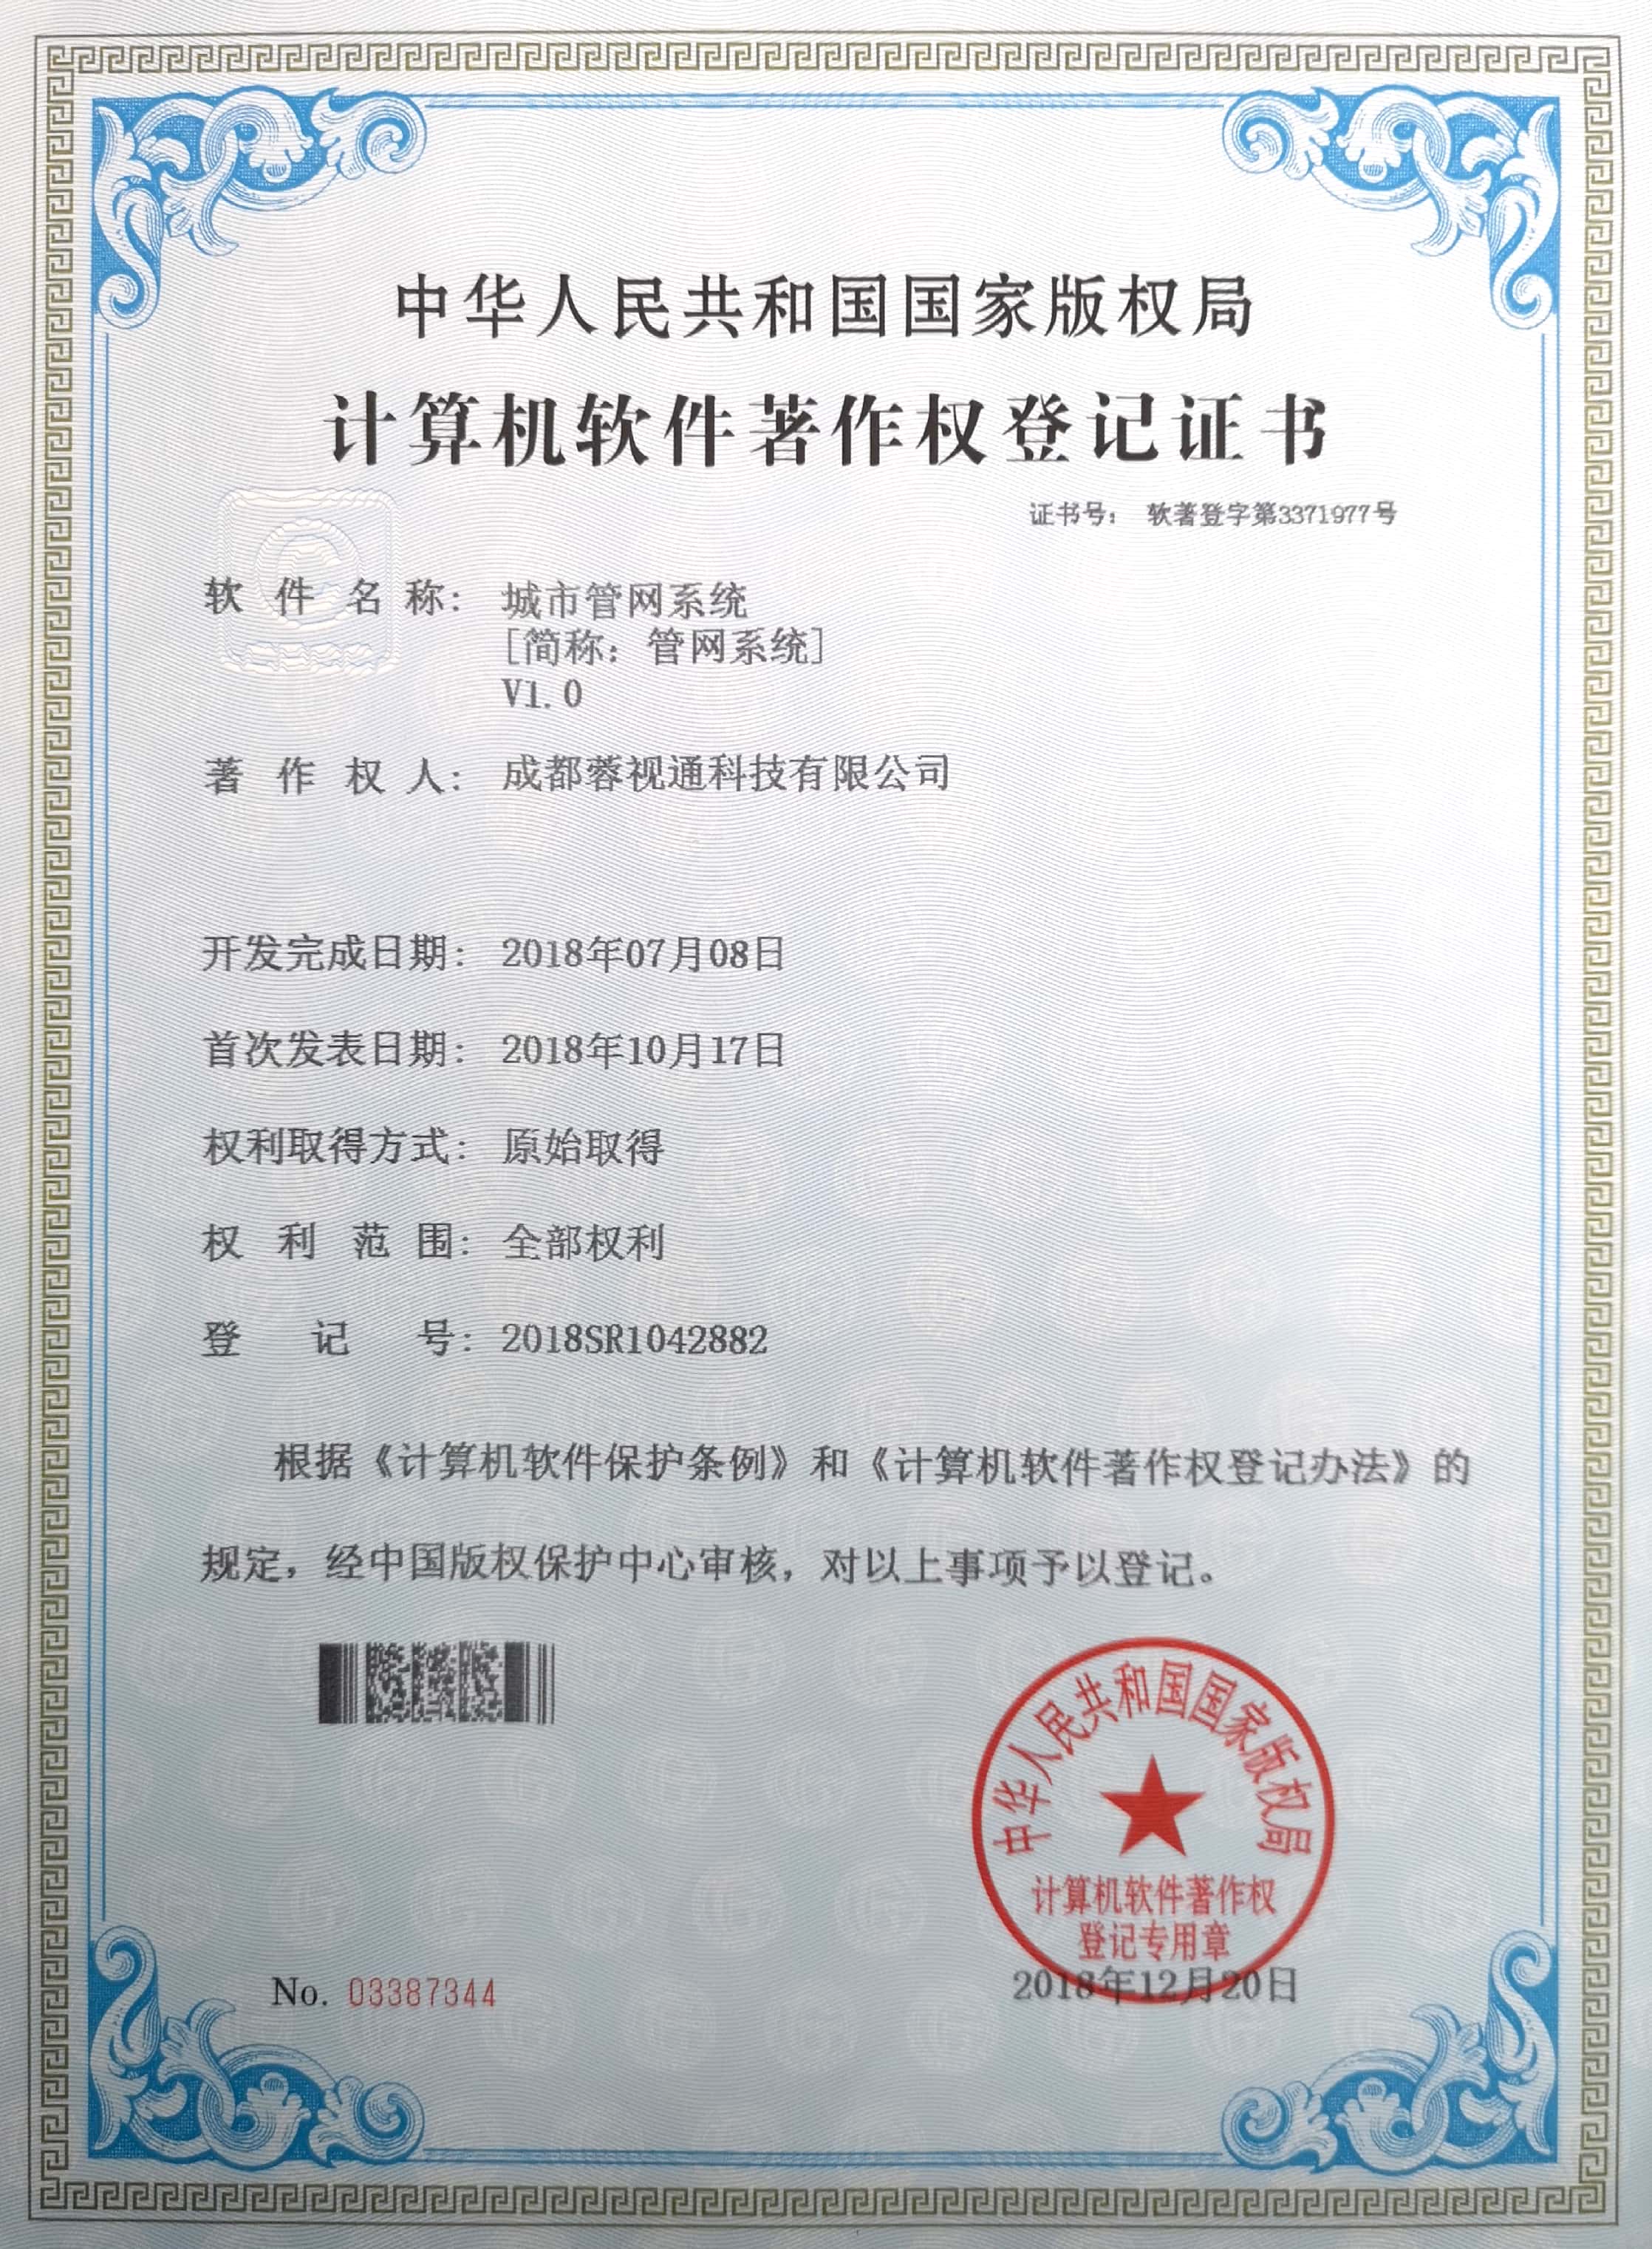 中华人民共和国国家版权局
计算机软件著作权登记证书
证书号： 软著登字第3371977号
软件名称： 城市管网系统
[简称：管网系统]
V1.0
著作权人： 成都蓉视通科技有限公司
开发完成日期： 2018年07月08日
首次发表日期： 2018年10月17日
权利取得方式： 原始取得
权利范围： 全部权利
登记号： 2018SR1042882
根据《计算机软件保护条例》和《计算机软件著作权登记办法》的
规定，经中国版权保护中心审核，对以上事项予以登记。
中华人民共和国国家版权局
计算机软件著作权
登记专用章
No. 03387344
2018年12月20日